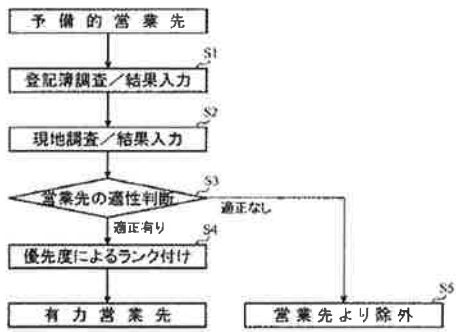 予備的営業先
S1
登記簿調査／結果入力
S2
現地調査／結果入力
S3
営業先の適性判断
適正なし
適正有り
S4
優先度によるランク付け
S5
有力営業先
営業先より除外